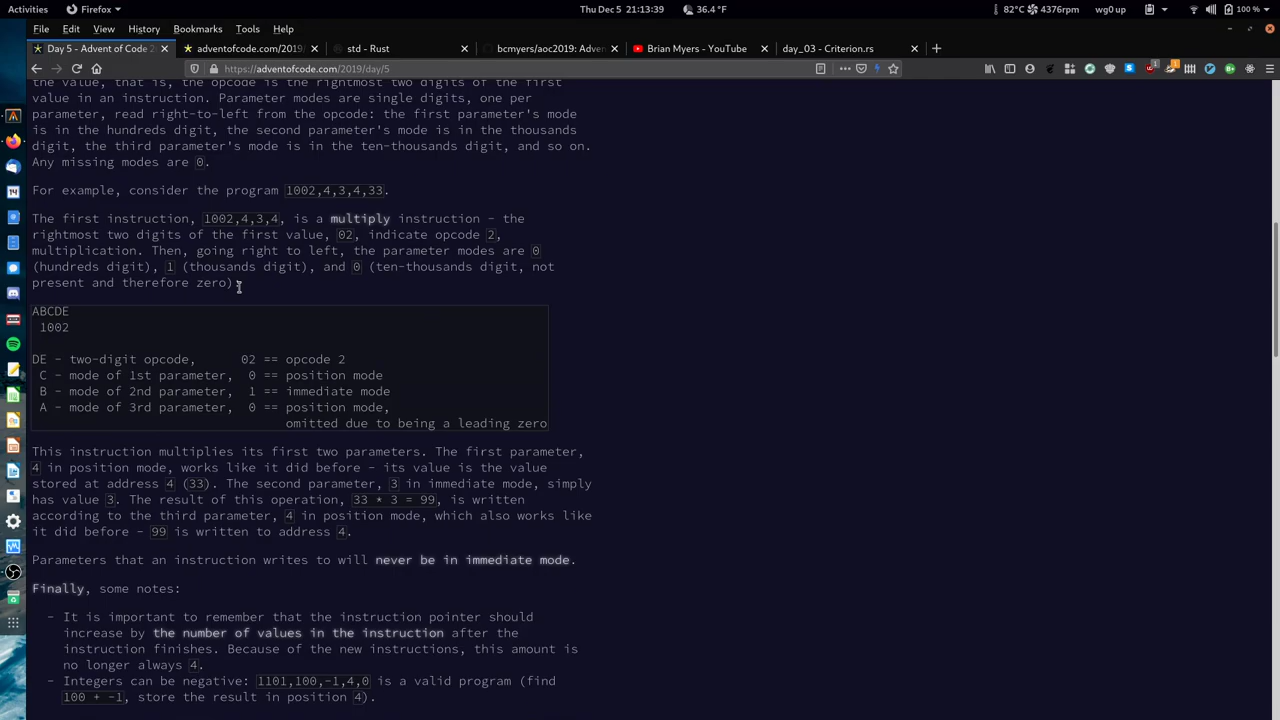 Activities
Firefox
Thu Dec 5 21:13:39
36.4 °F
82°C
4376rpm
wg0 up
100 %
File Edit View History Bookmarks Tools Help
Day 5 - Advent of Code 2
adventofcode.com/2019/
std - Rust
bcmyers/aoc2019: Adven
Brian Myers - YouTube
day_03 - Criterion.rs
https://adventofcode.com/2019/day/5
the value, that is, the opcode is the rightmost two digits of the first
value in an instruction. Parameter modes are single digits, one per
parameter, read right-to-left from the opcode: the first parameter's mode
is in the hundreds digit, the second parameter's mode is in the thousands
digit, the third parameter's mode is in the ten-thousands digit, and so on.
Any missing modes are 0.
For example, consider the program 1002,4,3,4,33.
The first instruction, 1002,4,3,4, is a multiply instruction - the
rightmost two digits of the first value, 02, indicate opcode 2,
multiplication. Then, going right to left, the parameter modes are 0
(hundreds digit), 1 (thousands digit), and 0 (ten-thousands digit, not
present and therefore zero):
ABCDE
1002
DE - two-digit opcode, 02 == opcode 2
C - mode of 1st parameter, 0 == position mode
B - mode of 2nd parameter, 1 == immediate mode
A - mode of 3rd parameter, 0 == position mode,
omitted due to being a leading zero
This instruction multiplies its first two parameters. The first parameter,
4 in position mode, works like it did before - its value is the value
stored at address 4 (33). The second parameter, 3 in immediate mode, simply
has value 3. The result of this operation, 33 * 3 = 99, is written
according to the third parameter, 4 in position mode, which also works like
it did before - 99 is written to address 4.
Parameters that an instruction writes to will never be in immediate mode.
Finally, some notes:
- It is important to remember that the instruction pointer should
increase by the number of values in the instruction after the
instruction finishes. Because of the new instructions, this amount is
no longer always 4.
- Integers can be negative: 1101,100,-1,4,0 is a valid program (find
100 + -1, store the result in position 4).